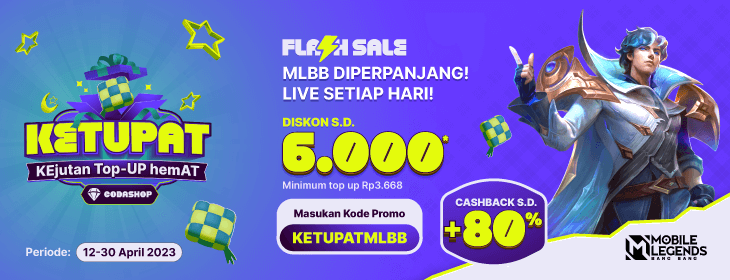 KETUPAT
KEjutan Top-UP hemAT
CODASHOP
Periode: 12-30 April 2023
FLASH SALE
MLBB DIPERPANJANG!
LIVE SETIAP HARI!
DISKON S.D.
6.000*
Minimum top up Rp3.668
Masukan Kode Promo
KETUPATMLBB
CASHBACK S.D.
+80%
MOBILE
LEGENDS
BANG BANG